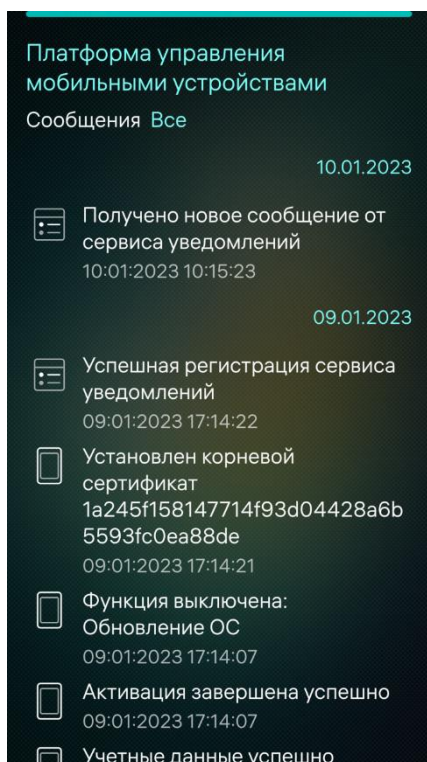 Платформа управления
мобильными устройствами
Сообщения Все
10.01.2023
Получено новое сообщение от
сервиса уведомлений
10:01:2023 10:15:23
09.01.2023
Успешная регистрация сервиса
уведомлений
09:01:2023 17:14:22
Установлен корневой
сертификат
1a245f158147714f93d04428a6b
5593fc0ea88de
09:01:2023 17:14:21
Функция выключена:
Обновление ОС
09:01:2023 17:14:07
Активация завершена успешно
09:01:2023 17:14:07
Учетные данные успешно